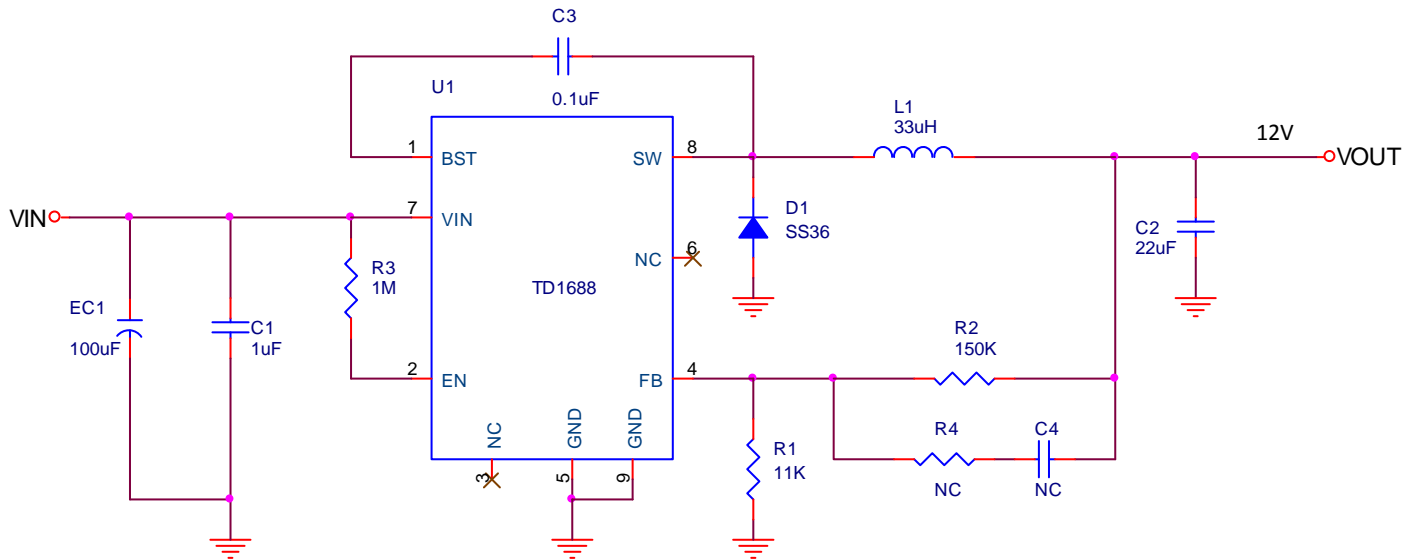 C3
0.1uF
U1
1
BST
SW
8
L1
33uH
12V
VOUT
VIN
7
VIN
R3
1M
NC
6
D1
SS36
C2
22uF
TD1688
EC1
100uF
C1
1uF
2
EN
FB
4
R2
150K
NC
GND
GND
3
5
9
R1
11K
R4
NC
C4
NC